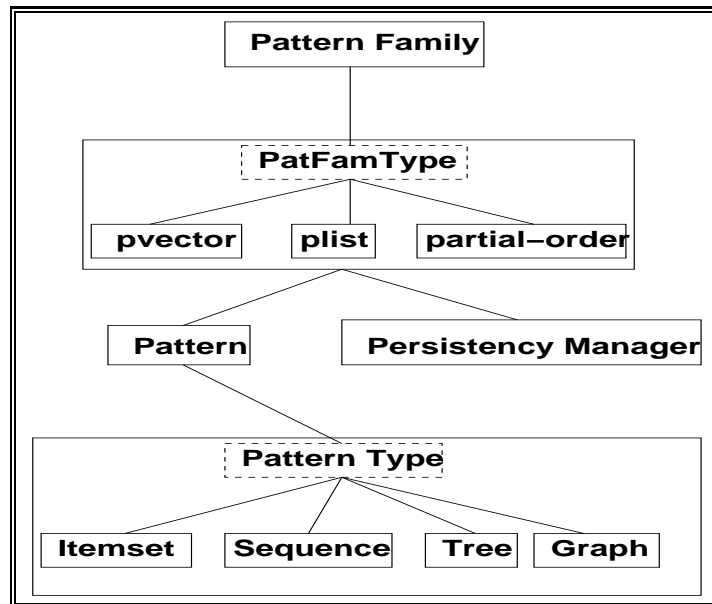 Pattern Family
PatFamType
pvector plist partial-order
Pattern Persistency Manager
Pattern Type
Itemset Sequence Tree Graph